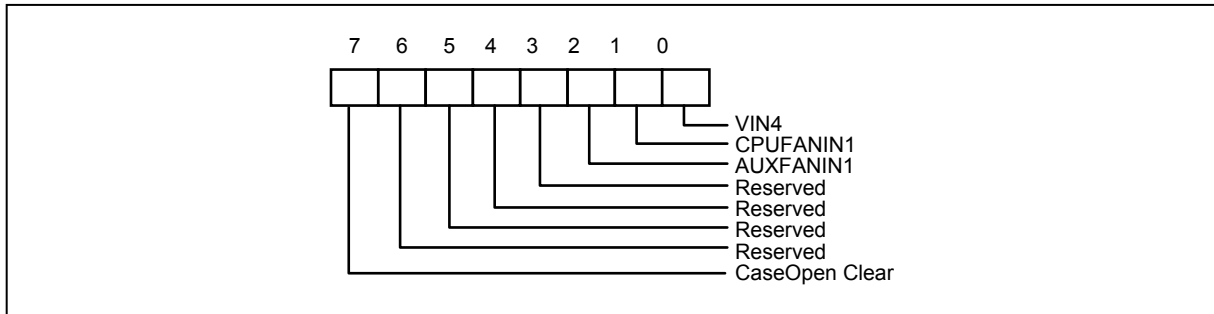 7 6 5 4 3 2 1 0
VIN4
CPUFANIN1
AUXFANIN1
Reserved
Reserved
Reserved
Reserved
CaseOpen Clear